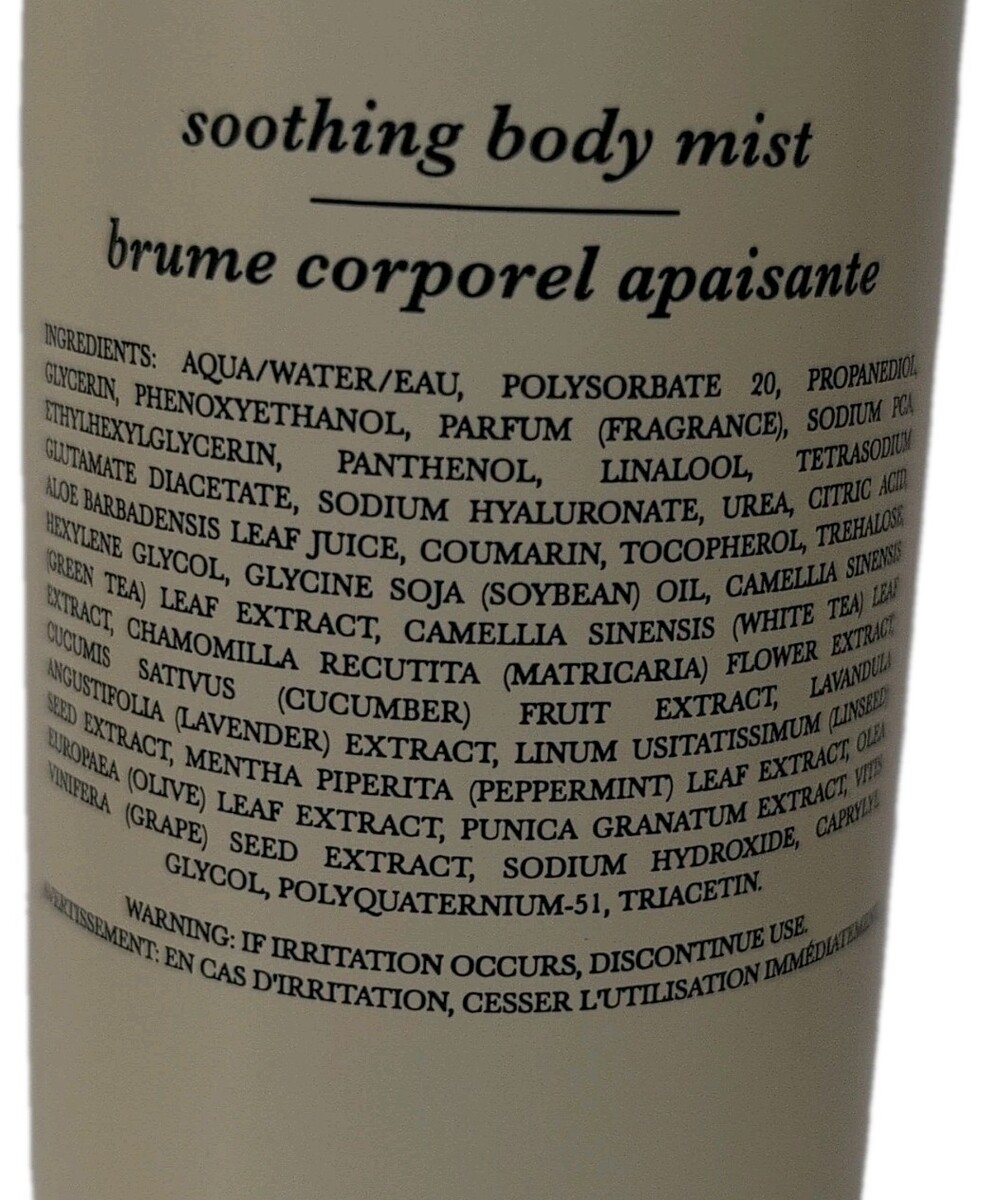 soothing body mist
brume corporel apaisante
INGREDIENTS: AQUA/WATER/EAU, POLYSORBATE 20, PROPANEDIOL,
GLYCERIN, PHENOXYETHANOL, PARFUM (FRAGRANCE), SODIUM PCA,
ETHYLHEXYLGLYCERIN, PANTHENOL, LINALOOL, TETRASODIUM
GLUTAMATE DIACETATE, SODIUM HYALURONATE, UREA, CITRIC ACID,
ALOE BARBADENSIS LEAF JUICE, COUMARIN, TOCOPHEROL, TREHALOSE,
HEXYLENE GLYCOL, GLYCINE SOJA (SOYBEAN) OIL, CAMELLIA SINENSIS
(GREEN TEA) LEAF EXTRACT, CAMELLIA SINENSIS (WHITE TEA) LEAF
EXTRACT, CHAMOMILLA RECUTITA (MATRICARIA) FLOWER EXTRACT,
CUCUMIS SATIVUS (CUCUMBER) FRUIT EXTRACT, LAVANDULA
ANGUSTIFOLIA (LAVENDER) EXTRACT, LINUM USITATISSIMUM (LINSEED)
SEED EXTRACT, MENTHA PIPERITA (PEPPERMINT) LEAF EXTRACT, OLEA
EUROPAEA (OLIVE) LEAF EXTRACT, PUNICA GRANATUM EXTRACT, VITIS
VINIFERA (GRAPE) SEED EXTRACT, SODIUM HYDROXIDE, CAPRYLYL
GLYCOL, POLYQUATERNIUM-51, TRIACETIN.
WARNING: IF IRRITATION OCCURS, DISCONTINUE USE.
AVERTISSEMENT: EN CAS D'IRRITATION, CESSER L'UTILISATION IMMÉDIATEMENT.